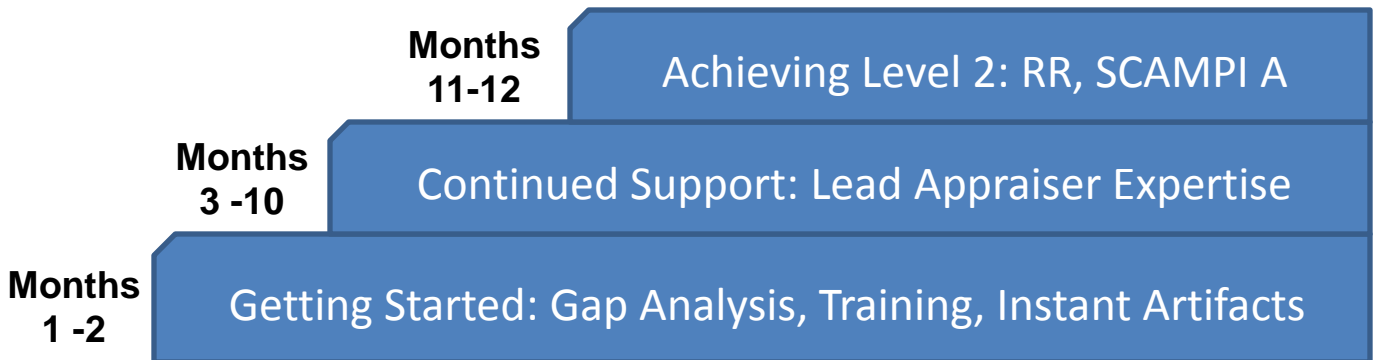 Months
11-12
Achieving Level 2: RR, SCAMPI A
Months
3 -10
Continued Support: Lead Appraiser Expertise
Months
1 -2
Getting Started: Gap Analysis, Training, Instant Artifacts